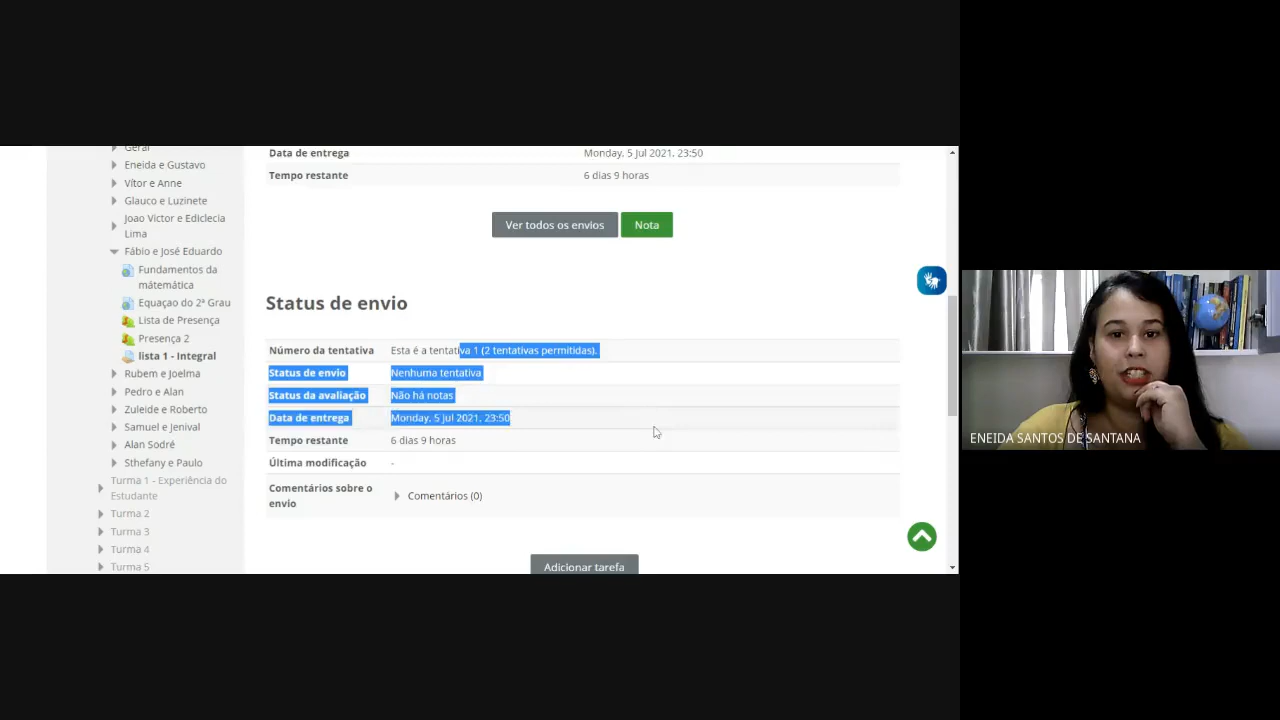 Geral
Eneida e Gustavo
Vítor e Anne
Glauco e Luzinete
Joao Victor e Ediclecia
Lima
Fábio e José Eduardo
Fundamentos da
mátemática
Equaçao do 2ª Grau
Lista de Presença
Presença 2
lista 1 - Integral
Rubem e Joelma
Pedro e Alan
Zuleide e Roberto
Samuel e Jenival
Alan Sodré
Sthefany e Paulo
Turma 1 - Experiência do
Estudante
Turma 2
Turma 3
Turma 4
Turma 5
Data de entrega Monday, 5 Jul 2021, 23:50
Tempo restante 6 dias 9 horas
Ver todos os envios Nota
Status de envio
Número da tentativa Esta é a tentativa 1 (2 tentativas permitidas).
Status de envio Nenhuma tentativa
Status da avaliação Não há notas
Data de entrega Monday, 5 Jul 2021, 23:50
Tempo restante 6 dias 9 horas
Última modificação -
Comentários sobre o
envio
Comentários (0)
Adicionar tarefa
ENEIDA SANTOS DE SANTANA